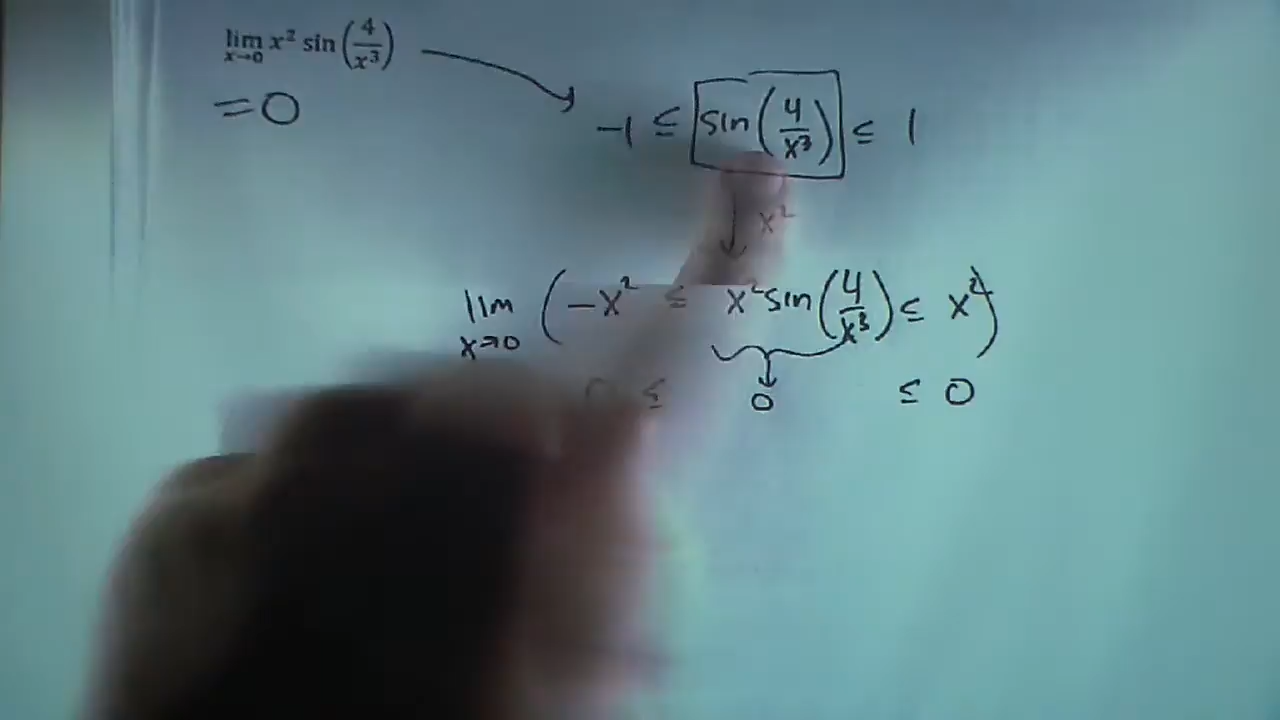 lim x→0 x² sin(4/x³)
=0
-1 ≤ sin(4/x³) ≤ 1
x²
lim x→0 (-x² ≤ x² sin(4/x³) ≤ x²)
0 ≤ 0 ≤ 0